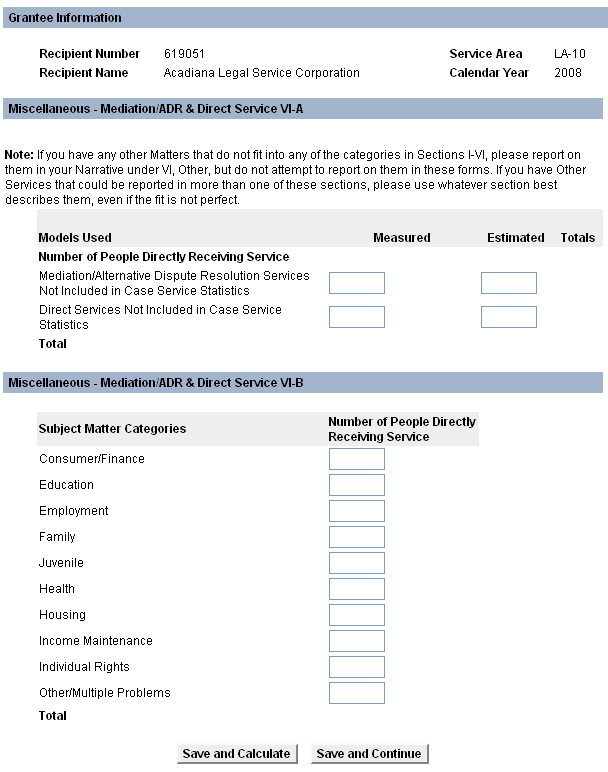 Grantee Information
Recipient Number 619051 Service Area LA-10
Recipient Name Acadiana Legal Service Corporation Calendar Year 2008
Miscellaneous - Mediation/ADR & Direct Service VI-A
Note: If you have any other Matters that do not fit into any of the categories in Sections I-VI, please report on
them in your Narrative under VI, Other, but do not attempt to report on them in these forms. If you have Other
Services that could be reported in more than one of these sections, please use whatever section best
describes them, even if the fit is not perfect.
Models Used Measured Estimated Totals
Number of People Directly Receiving Service
Mediation/Alternative Dispute Resolution Services
Not Included in Case Service Statistics
Direct Services Not Included in Case Service
Statistics
Total
Miscellaneous - Mediation/ADR & Direct Service VI-B
Subject Matter Categories
Number of People Directly
Receiving Service
Consumer/Finance
Education
Employment
Family
Juvenile
Health
Housing
Income Maintenance
Individual Rights
Other/Multiple Problems
Total
Save and Calculate Save and Continue